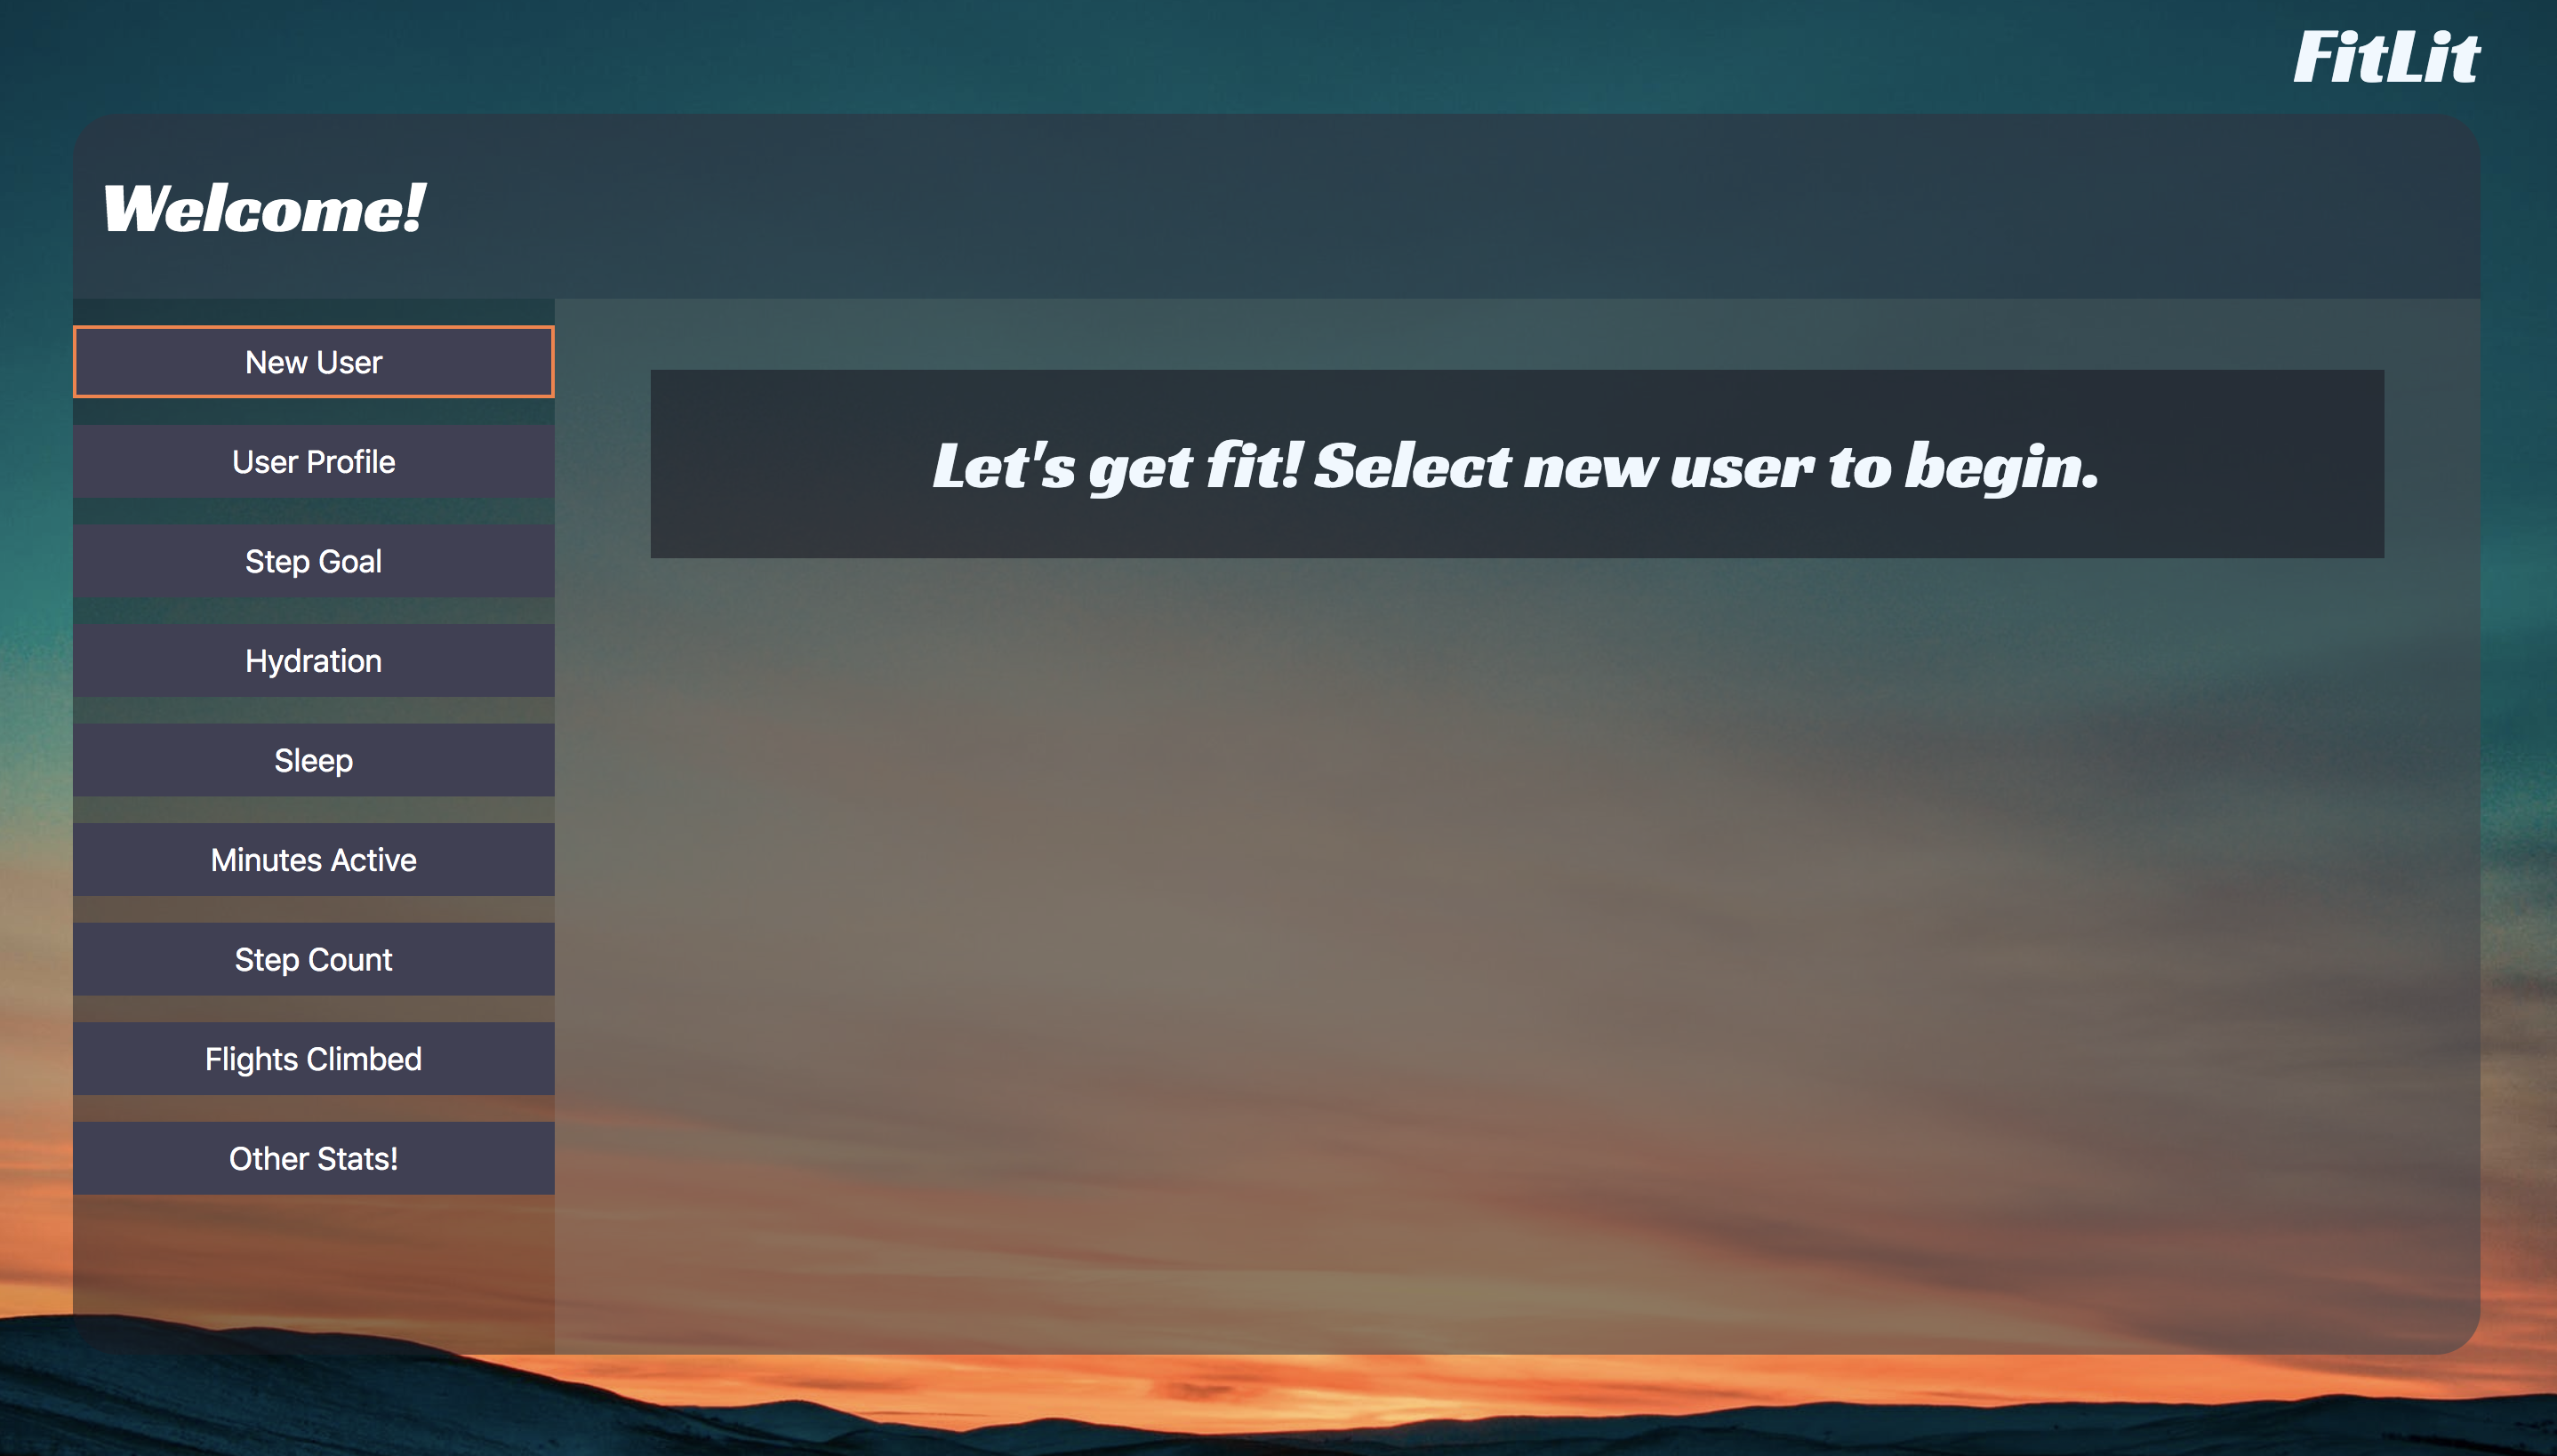 FitLit
Welcome!
New User
User Profile
Step Goal
Hydration
Sleep
Minutes Active
Step Count
Flights Climbed
Other Stats!
Let's get fit! Select new user to begin.